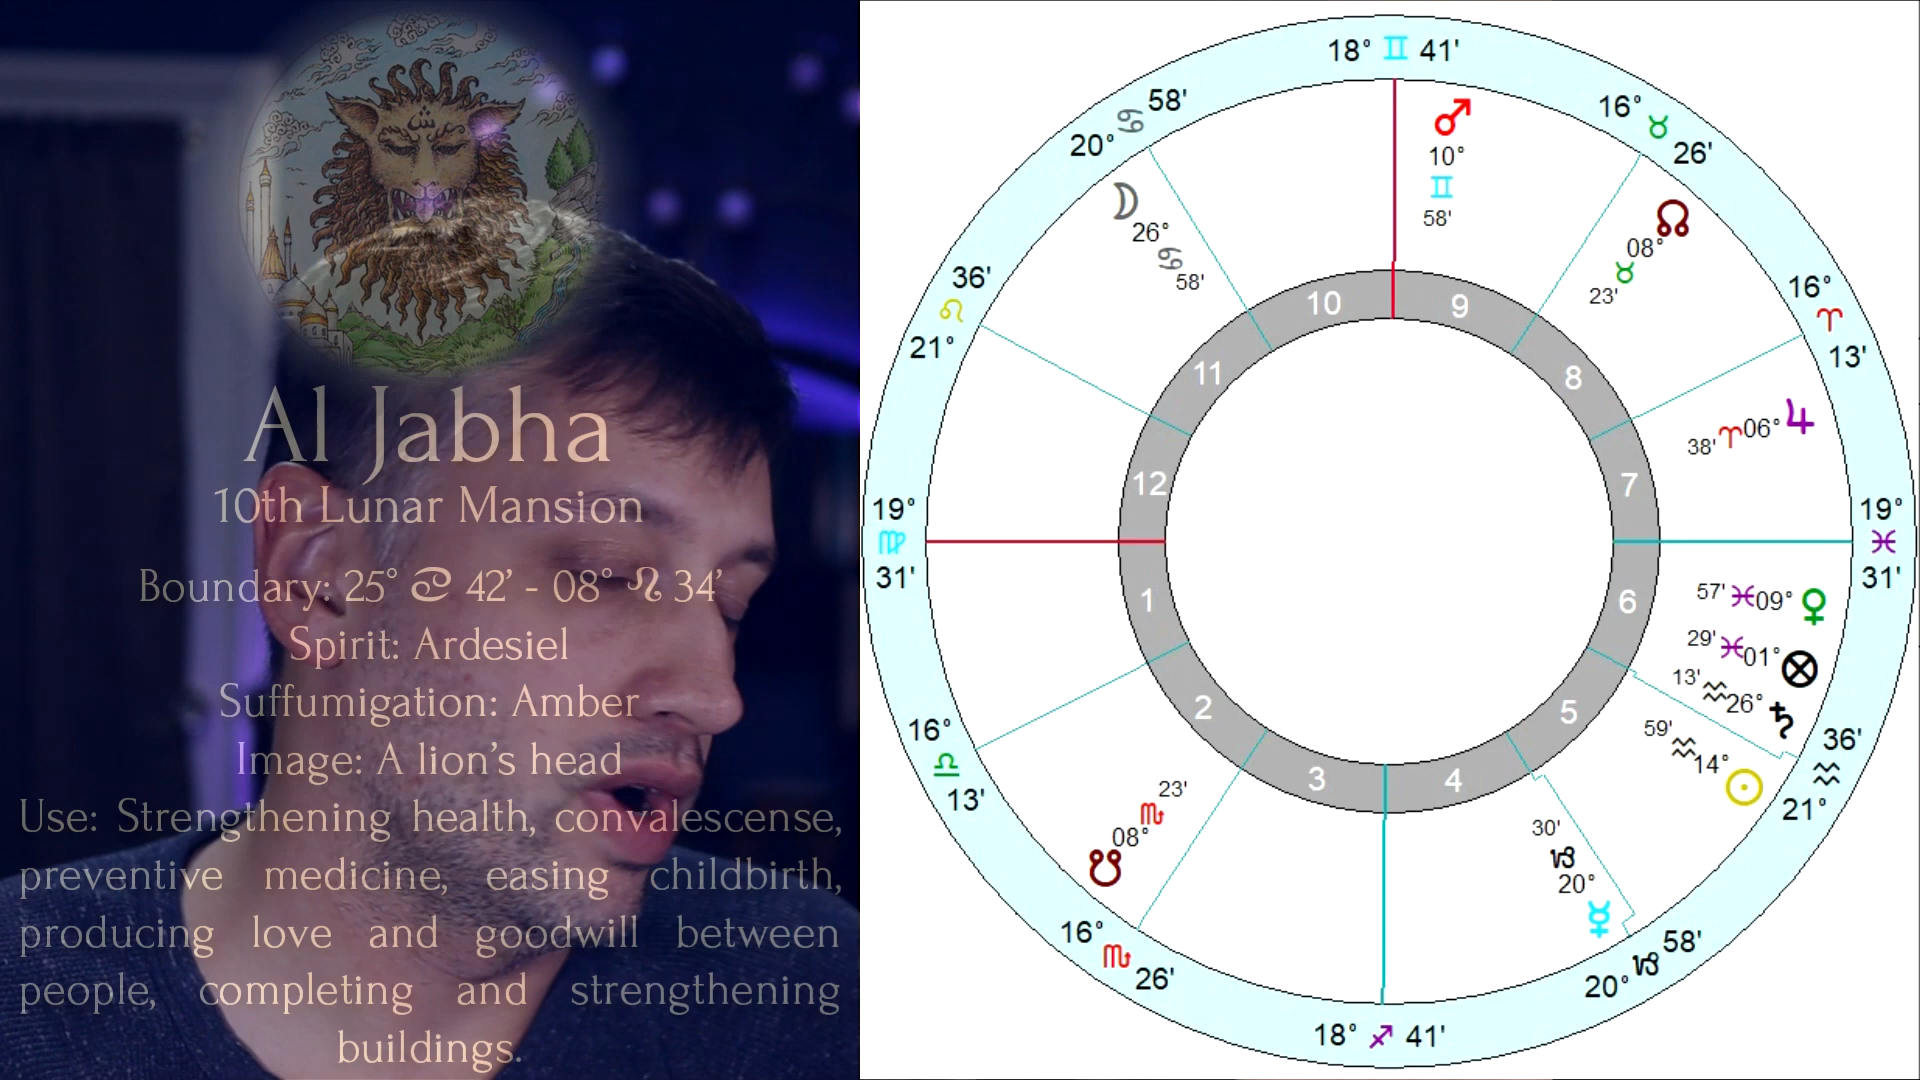 ش
Al Jabha
10th Lunar Mansion
Boundary: 25° ♋ 42’ - 08° ♌ 34’
Spirit: Ardesiel
Suffumigation: Amber
Image: A lion’s head
Use: Strengthening health, convalescense,
preventive medicine, easing childbirth,
producing love and goodwill between
people, completing and strengthening
buildings.
18° ♊ 41'
16° ♉ 26'
16° ♈ 13'
19° ♓ 31'
36' ♒ 21°
20° ♑ 58'
18° ♐ 41'
16° ♏ 26'
16° ♎ 13'
19° ♍ 31'
36' ♌ 21°
20° ♋ 58'
♂ 10° ♊ 58'
☊ 08° ♉ 23'
38' ♈ 06° ♃
57' ♓ 09° ♀
29' ♓ 01° ⊗
13' ♒ 26° ♄
59' ♒ 14° ☉
30' ♑ 20° ☿
23' ♏ 08° ☋
☽ 26° ♋ 58'
1
2
3
4
5
6
7
8
9
10
11
12